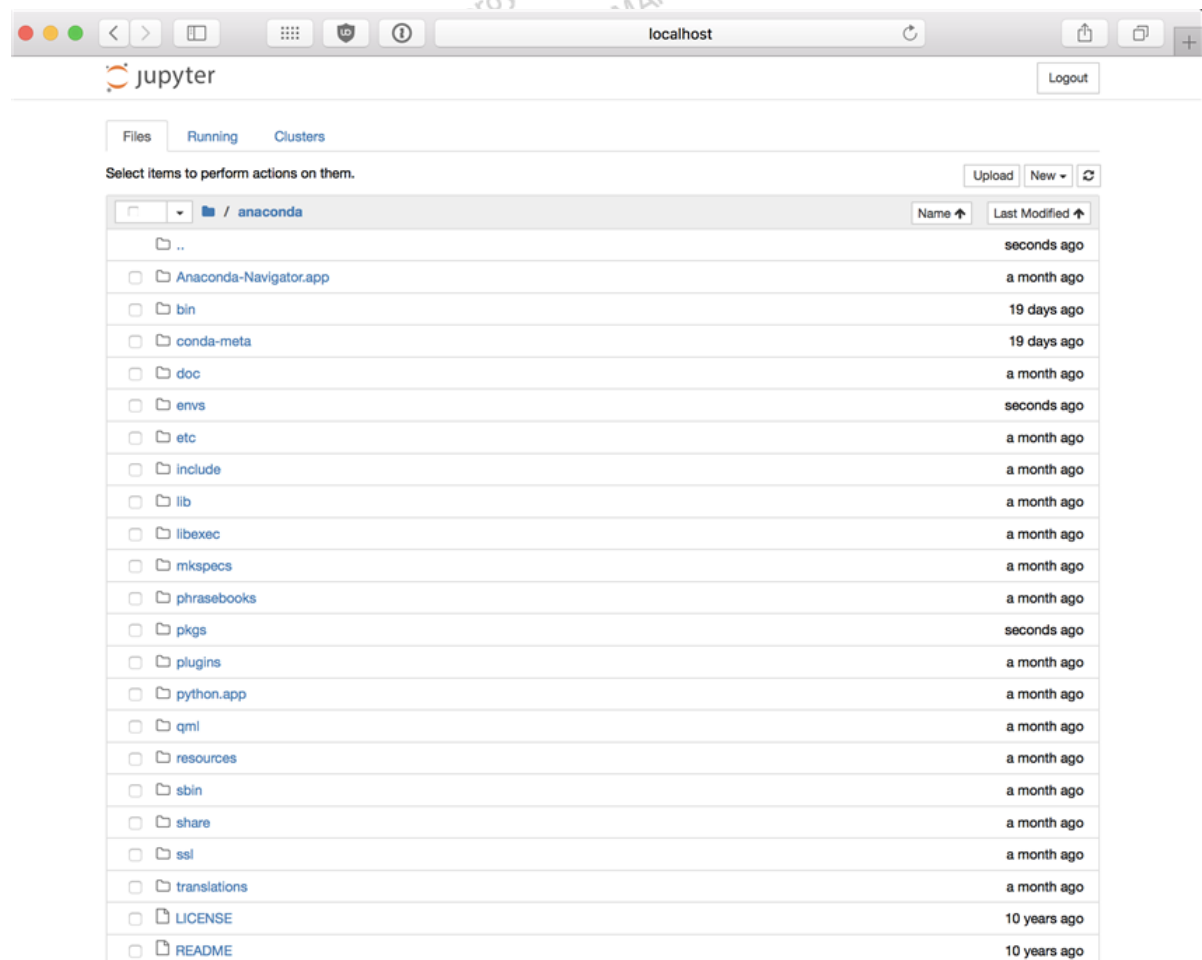 localhost
jupyter
Logout
Files Running Clusters
Select items to perform actions on them.
Upload New
/ anaconda Name Last Modified
.. seconds ago
Anaconda-Navigator.app a month ago
bin 19 days ago
conda-meta 19 days ago
doc a month ago
envs seconds ago
etc a month ago
include a month ago
lib a month ago
libexec a month ago
mkspecs a month ago
phrasebooks a month ago
pkgs seconds ago
plugins a month ago
python.app a month ago
qml a month ago
resources a month ago
sbin a month ago
share a month ago
ssl a month ago
translations a month ago
LICENSE 10 years ago
README 10 years ago